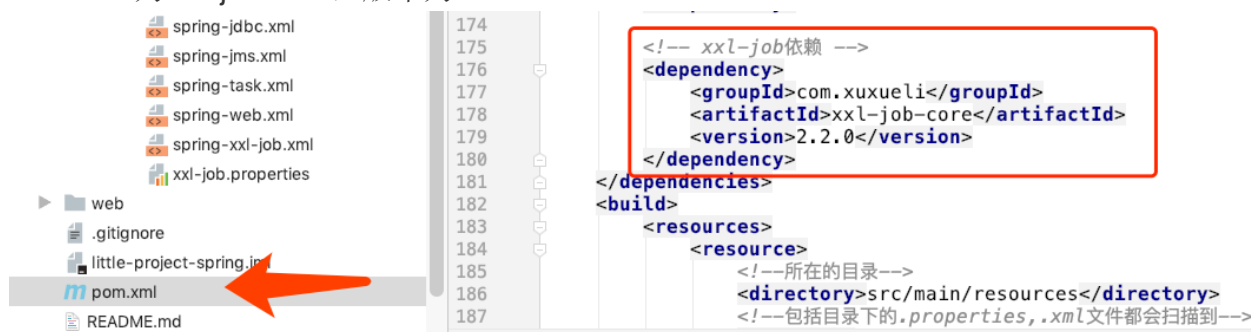 spring-jdbc.xml
spring-jms.xml
spring-task.xml
spring-web.xml
spring-xxl-job.xml
xxl-job.properties
web
.gitignore
little-project-spring.iml
pom.xml
README.md
174
175 <!-- xxl-job依赖 -->
176 <dependency>
177 <groupId>com.xuxueli</groupId>
178 <artifactId>xxl-job-core</artifactId>
179 <version>2.2.0</version>
180 </dependency>
181 </dependencies>
182 <build>
183 <resources>
184 <resource>
185 <!--所在的目录-->
186 <directory>src/main/resources</directory>
187 <!--包括目录下的.properties,.xml文件都会扫描到-->